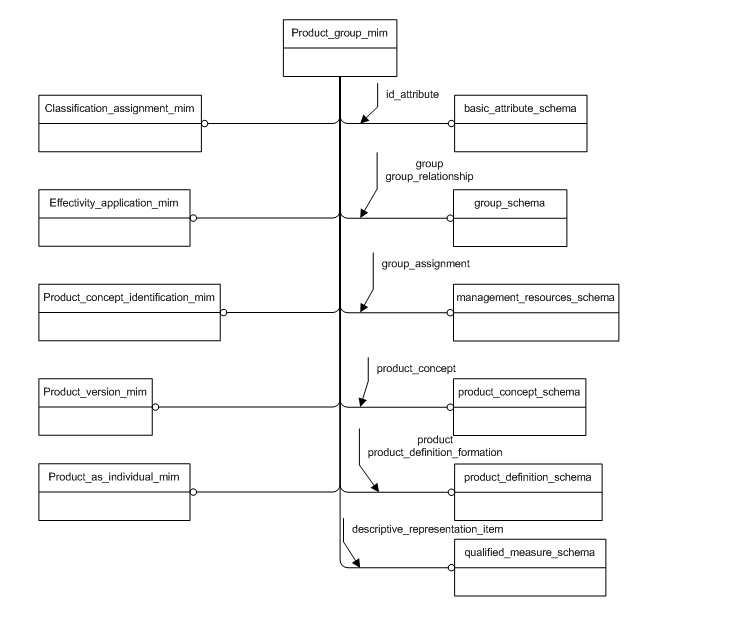 Product_group_mim
id_attribute
Classification_assignment_mim
basic_attribute_schema
group
group_relationship
Effectivity_application_mim
group_schema
group_assignment
Product_concept_identification_mim
management_resources_schema
product_concept
Product_version_mim
product_concept_schema
product
product_definition_formation
Product_as_individual_mim
product_definition_schema
descriptive_representation_item
qualified_measure_schema